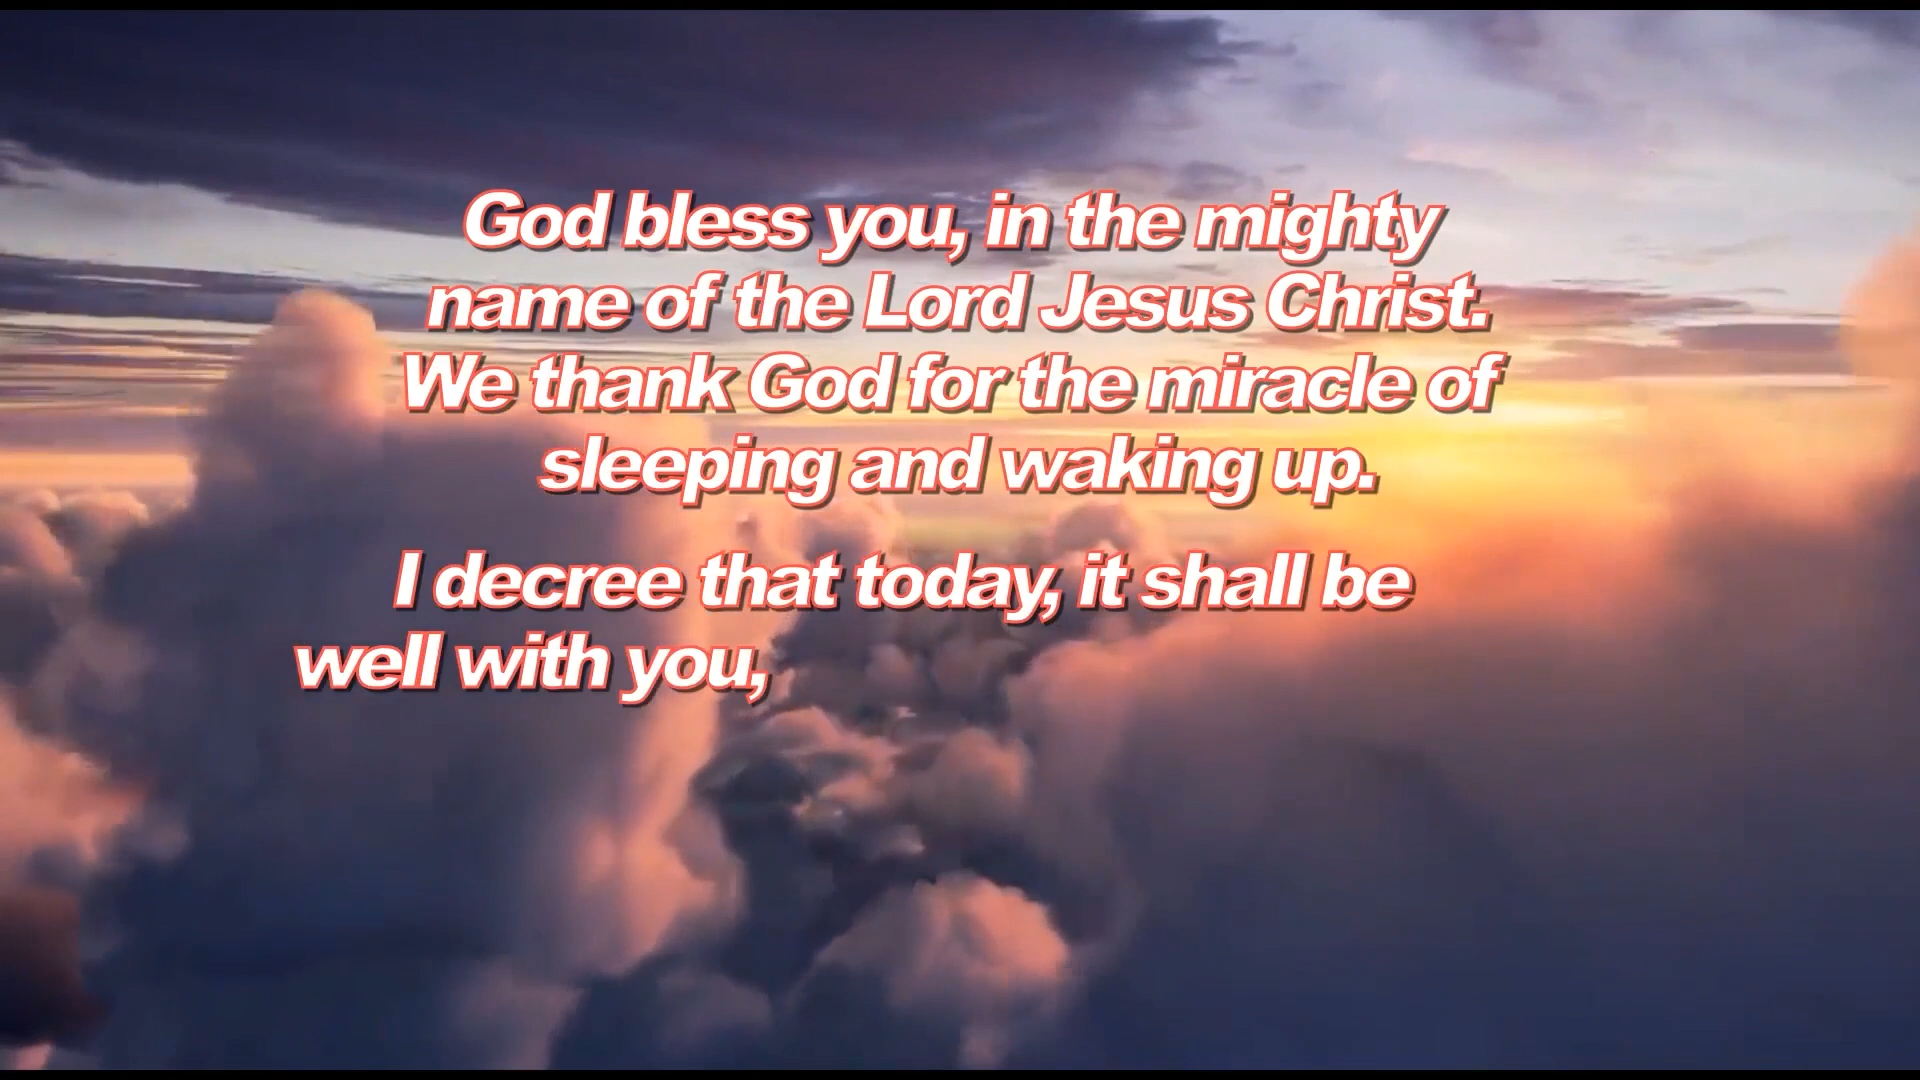 God bless you, in the mighty
name of the Lord Jesus Christ.
We thank God for the miracle of
sleeping and waking up.
I decree that today, it shall be
well with you,